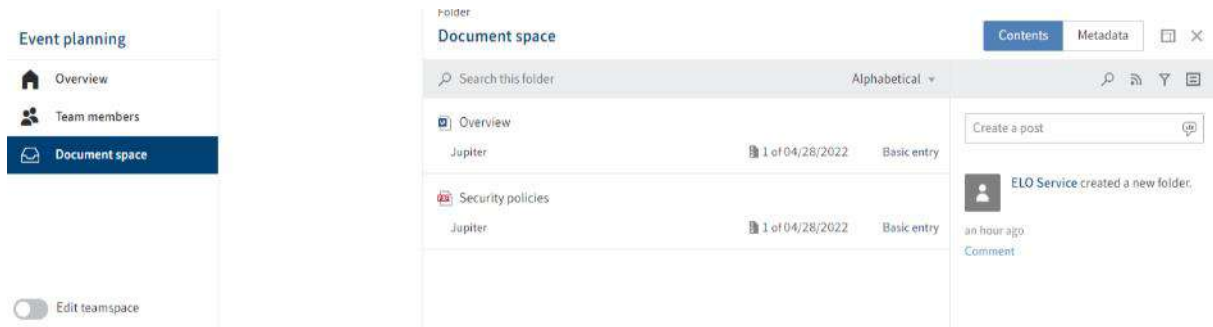 Event planning
Overview
Team members
Document space
Edit teamspace
Folder
Document space
Contents
Metadata
Search this folder
Alphabetical
Overview
Jupiter
1 of 04/28/2022
Basic entry
Security policies
Jupiter
1 of 04/28/2022
Basic entry
Create a post
ELO Service created a new folder.
an hour ago
Comment